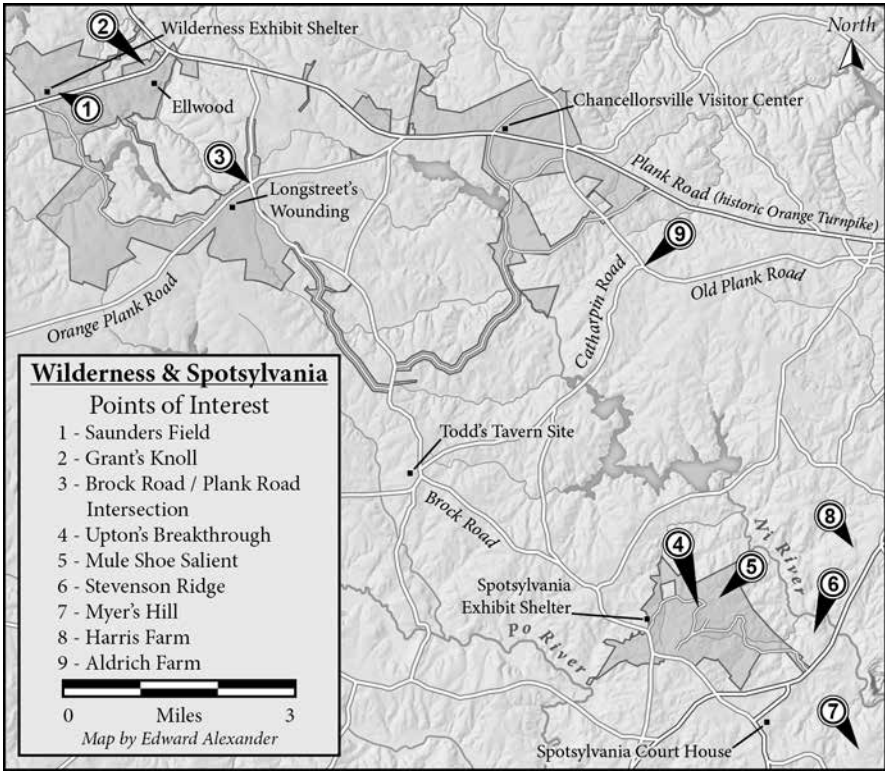 North
2
Wilderness Exhibit Shelter
1
Ellwood
Chancellorsville Visitor Center
3
Longstreet's
Wounding
Plank Road (historic Orange Turnpike)
9
Orange Plank Road
Catharpin Road
Old Plank Road
Wilderness & Spotsylvania
Points of Interest
1 - Saunders Field
2 - Grant's Knoll
3 - Brock Road / Plank Road
Intersection
4 - Upton's Breakthrough
5 - Mule Shoe Salient
6 - Stevenson Ridge
7 - Myer's Hill
8 - Harris Farm
9 - Aldrich Farm
0 Miles 3
Map by Edward Alexander
Todd's Tavern Site
Brock Road
Ni River
8
4
5
6
Spotsylvania
Exhibit Shelter
Po River
7
Spotsylvania Court House